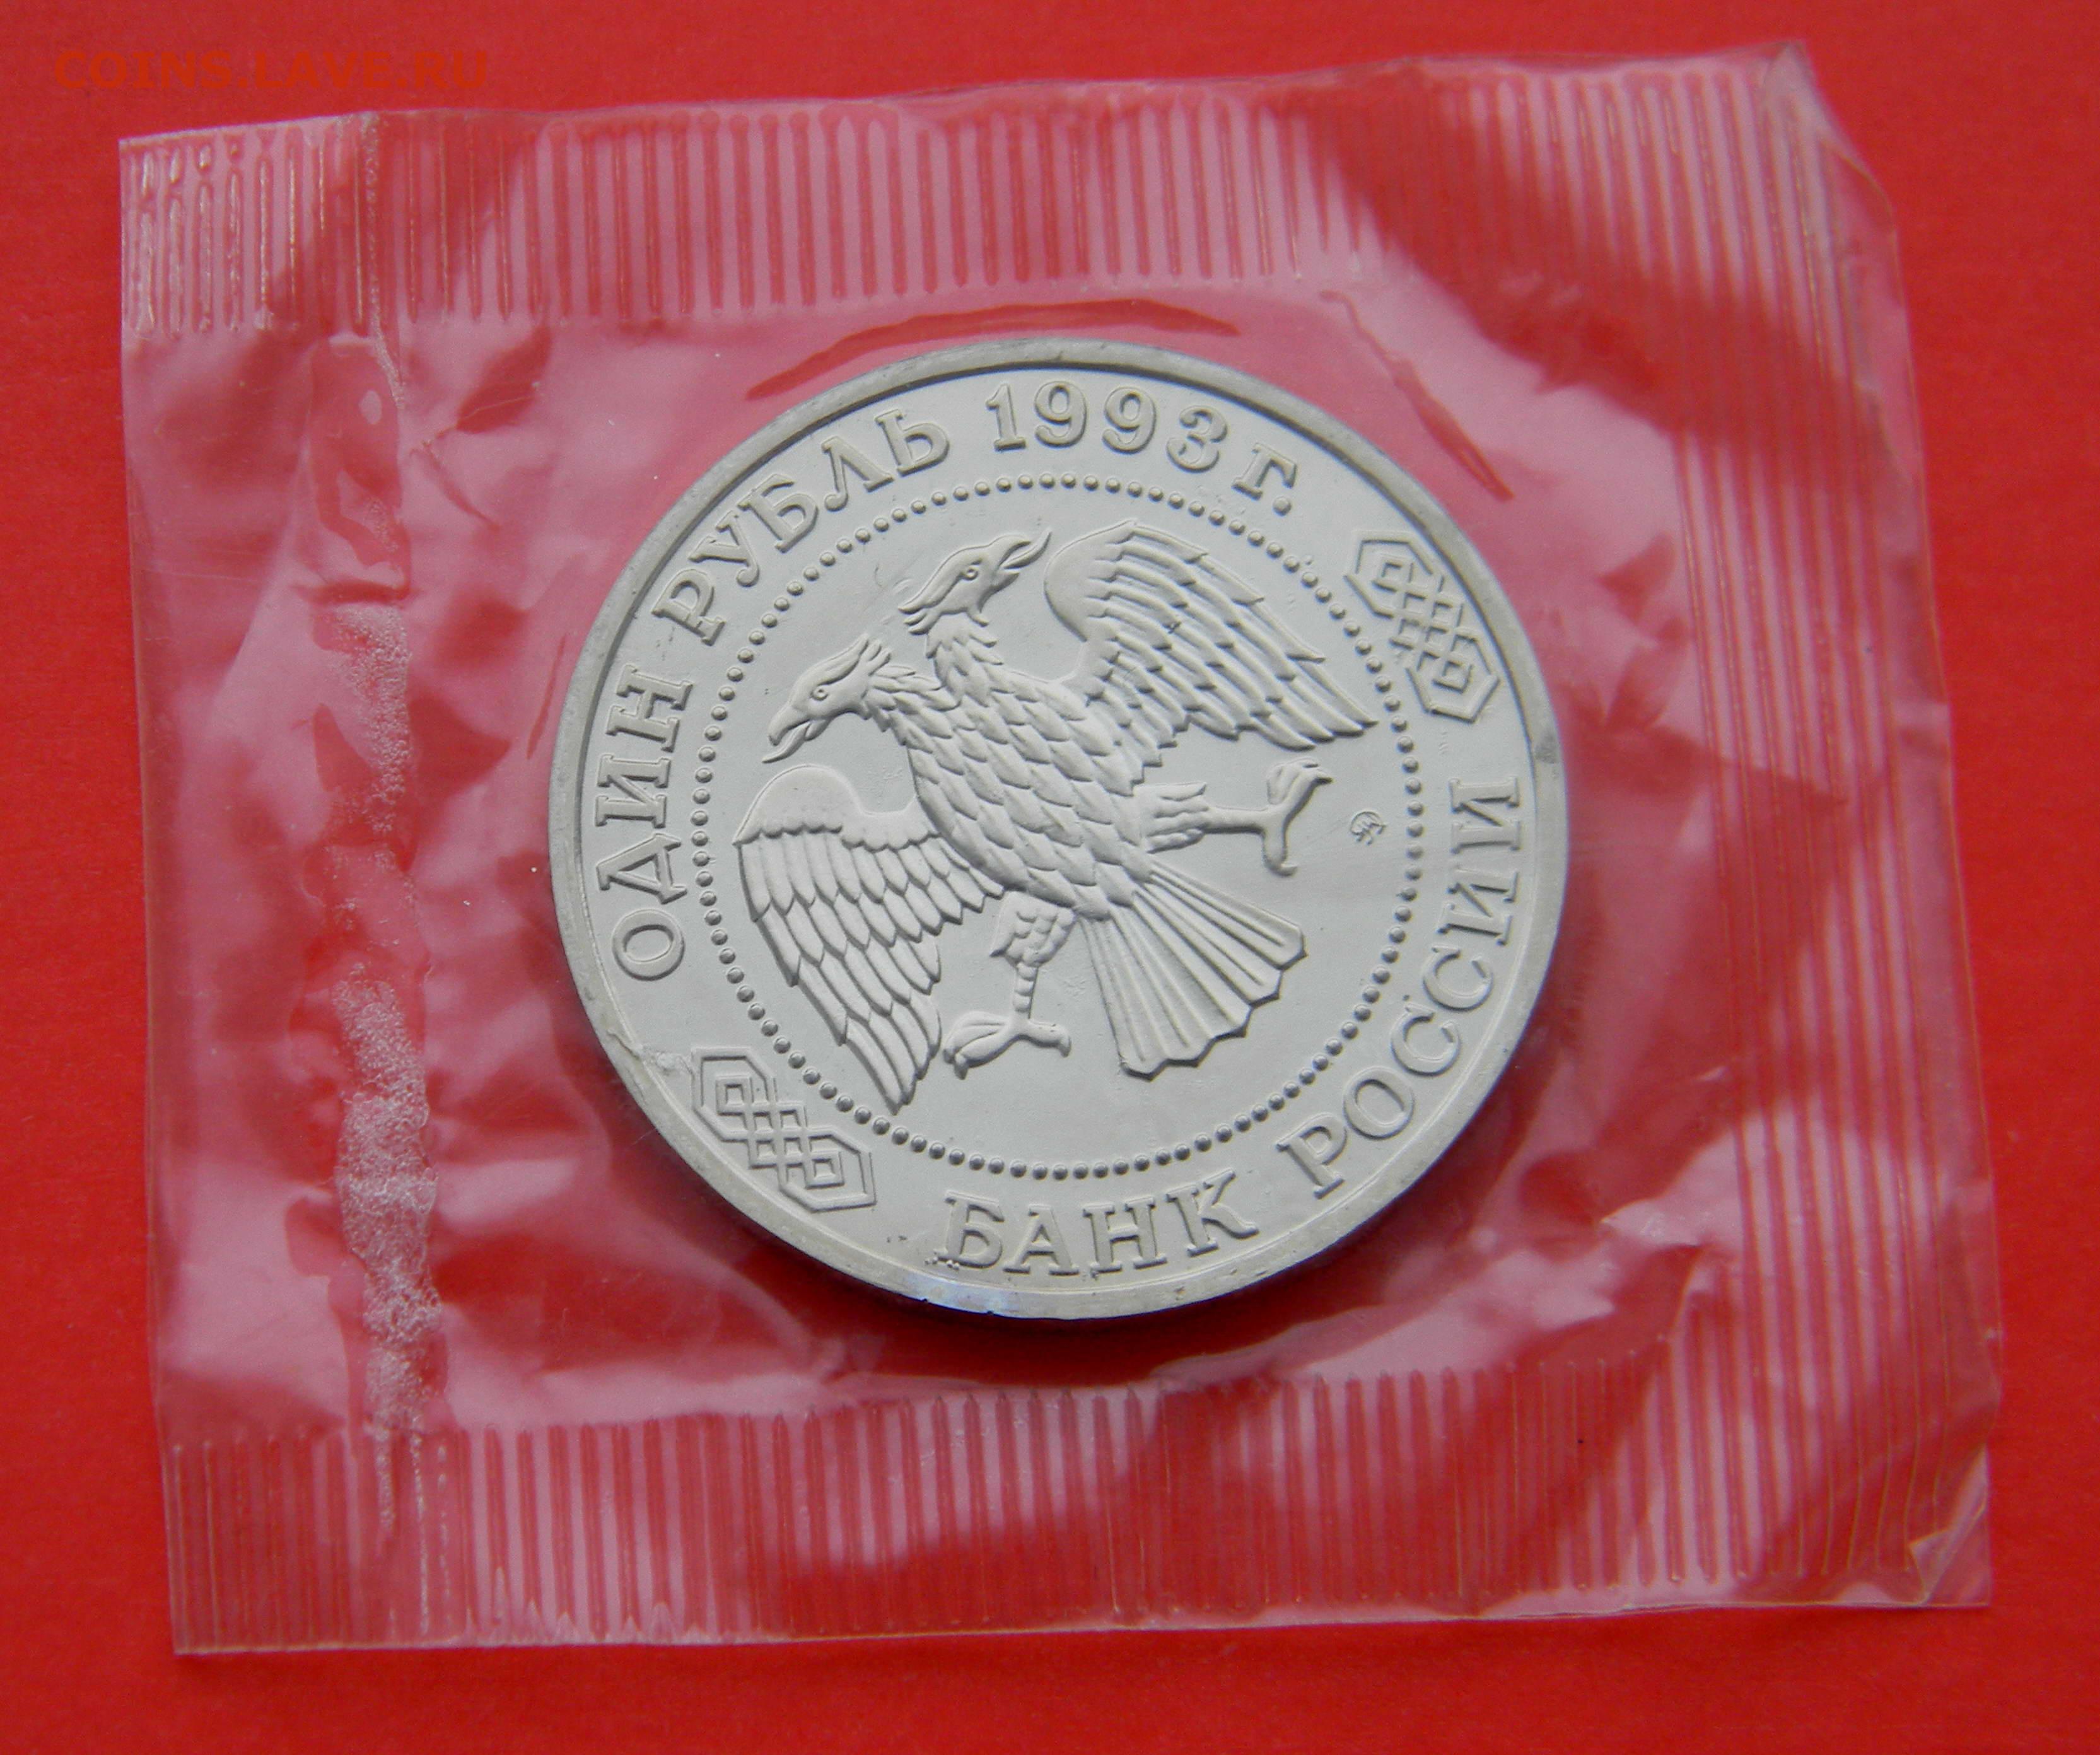 COINS.LAVE.RU
ОДИН РУБЛЬ 1993 г.
БАНК РОССИИ